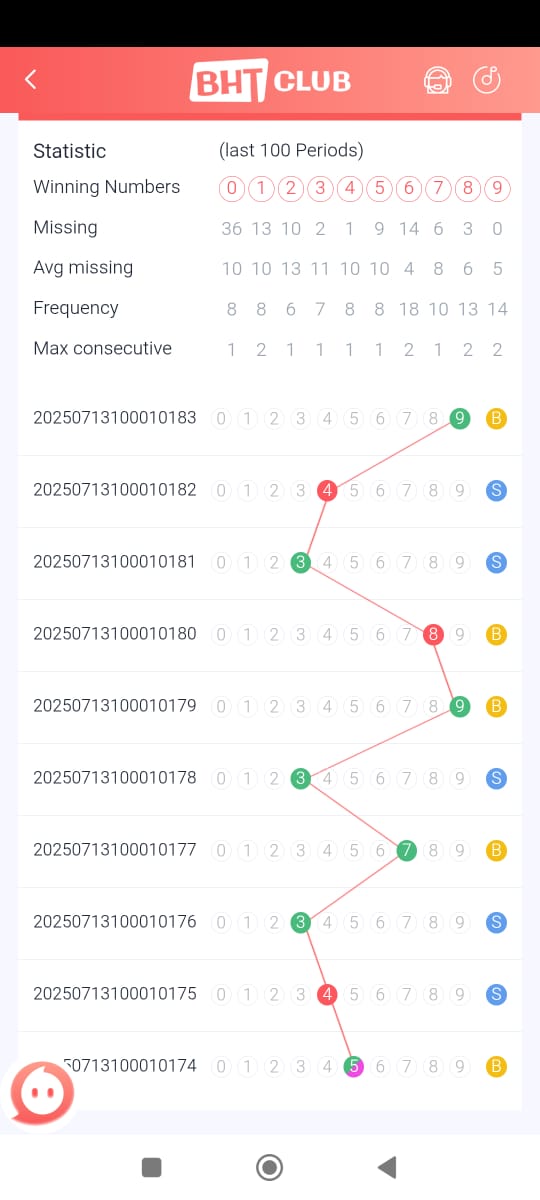 BHT CLUB
Statistic (last 100 Periods)
Winning Numbers 0 1 2 3 4 5 6 7 8 9
Missing 36 13 10 2 1 9 14 6 3 0
Avg missing 10 10 13 11 10 10 4 8 6 5
Frequency 8 8 6 7 8 8 18 10 13 14
Max consecutive 1 2 1 1 1 1 2 1 2 2
20250713100010183 0 1 2 3 4 5 6 7 8 9 B
20250713100010182 0 1 2 3 4 5 6 7 8 9 S
20250713100010181 0 1 2 3 4 5 6 7 8 9 S
20250713100010180 0 1 2 3 4 5 6 7 8 9 B
20250713100010179 0 1 2 3 4 5 6 7 8 9 B
20250713100010178 0 1 2 3 4 5 6 7 8 9 S
20250713100010177 0 1 2 3 4 5 6 7 8 9 B
20250713100010176 0 1 2 3 4 5 6 7 8 9 S
20250713100010175 0 1 2 3 4 5 6 7 8 9 S
50713100010174 0 1 2 3 4 5 6 7 8 9 B